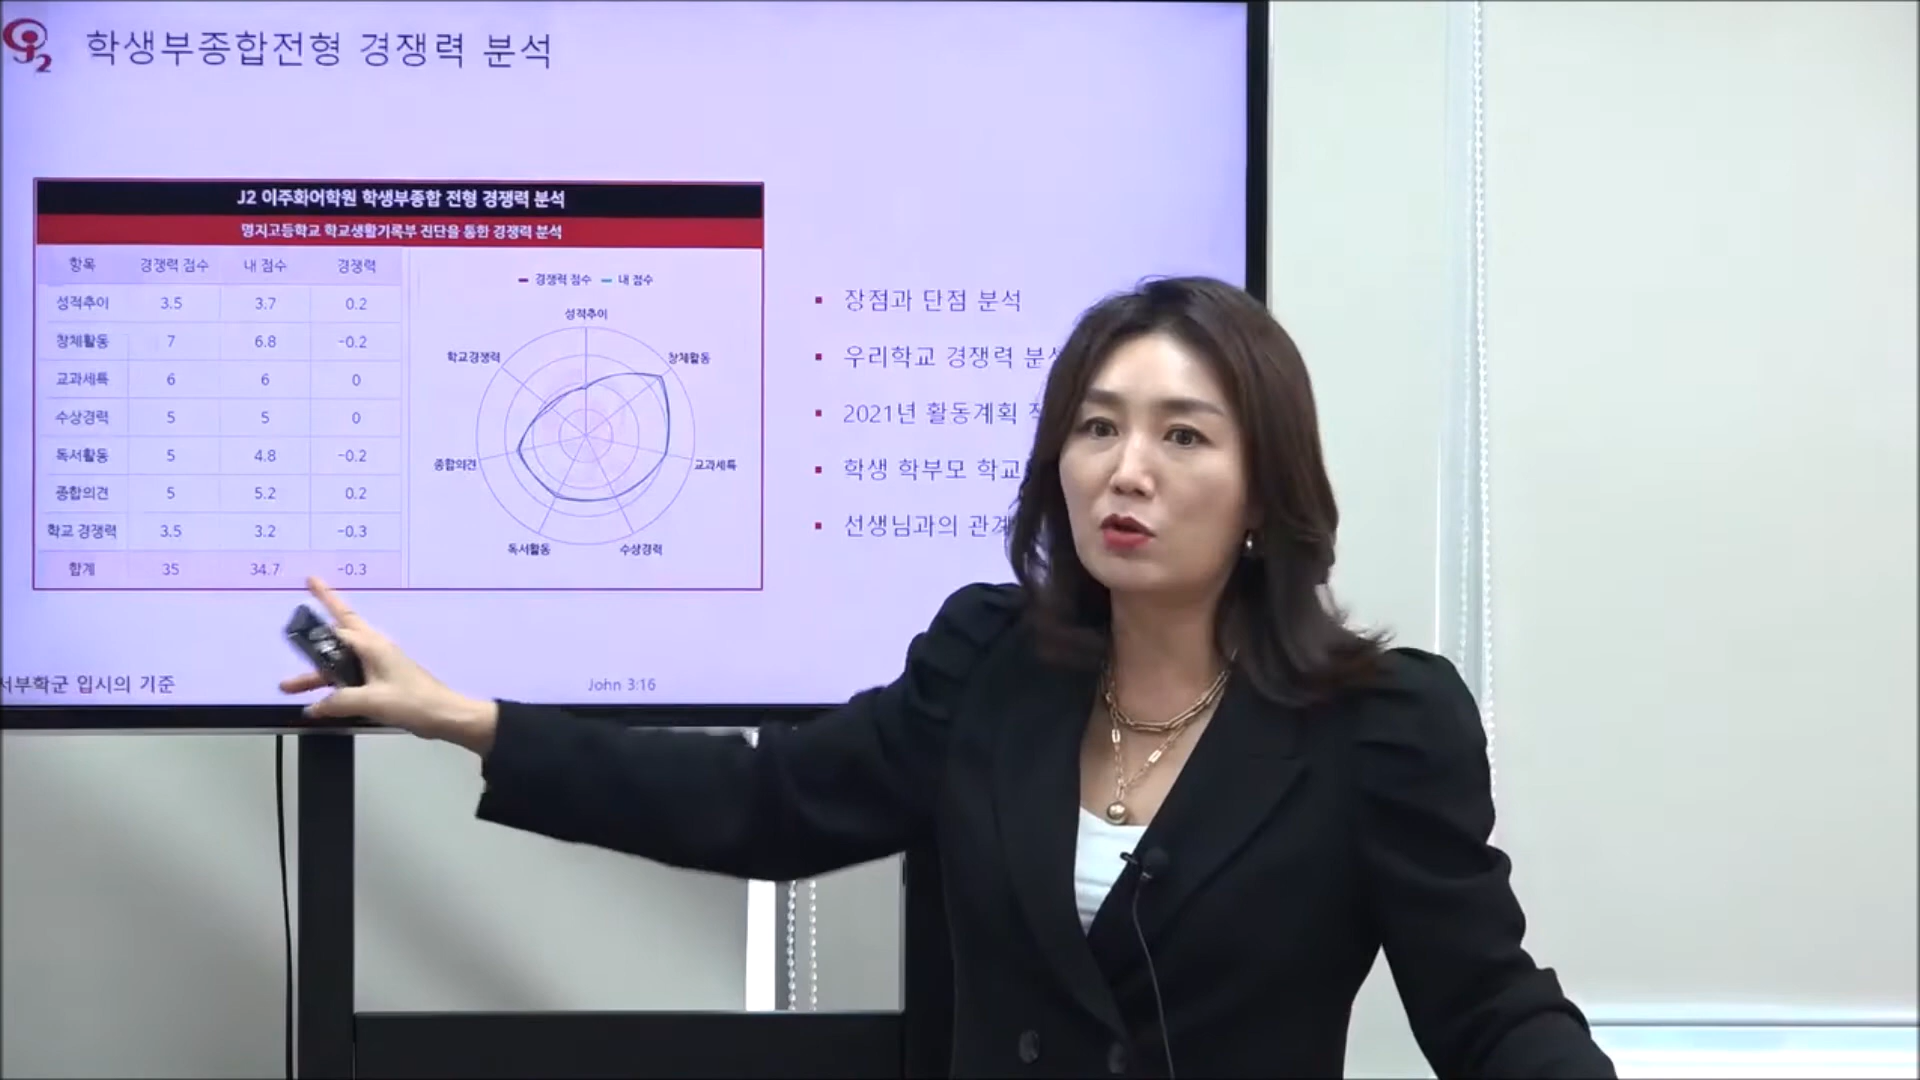 J2
학생부종합전형 경쟁력 분석
J2 이주화어학원 학생부종합 전형 경쟁력 분석
명지고등학교 학교생활기록부 진단을 통한 경쟁력 분석
항목 경쟁력 점수 내 점수 경쟁력
성적추이 3.5 3.7 0.2
창체활동 7 6.8 -0.2
교과세특 6 6 0
수상경력 5 5 0
독서활동 5 4.8 -0.2
종합의견 5 5.2 0.2
학교 경쟁력 3.5 3.2 -0.3
합계 35 34.7 -0.3
경쟁력 점수 내 점수
성적추이
학교경쟁력 창체활동
종합의견 교과세특
독서활동 수상경력
장점과 단점 분석
우리학교 경쟁력
2021년 활동계획
학생 학부모 학교
선생님과의 관계
서부학군 입시의 기준
John 3:16